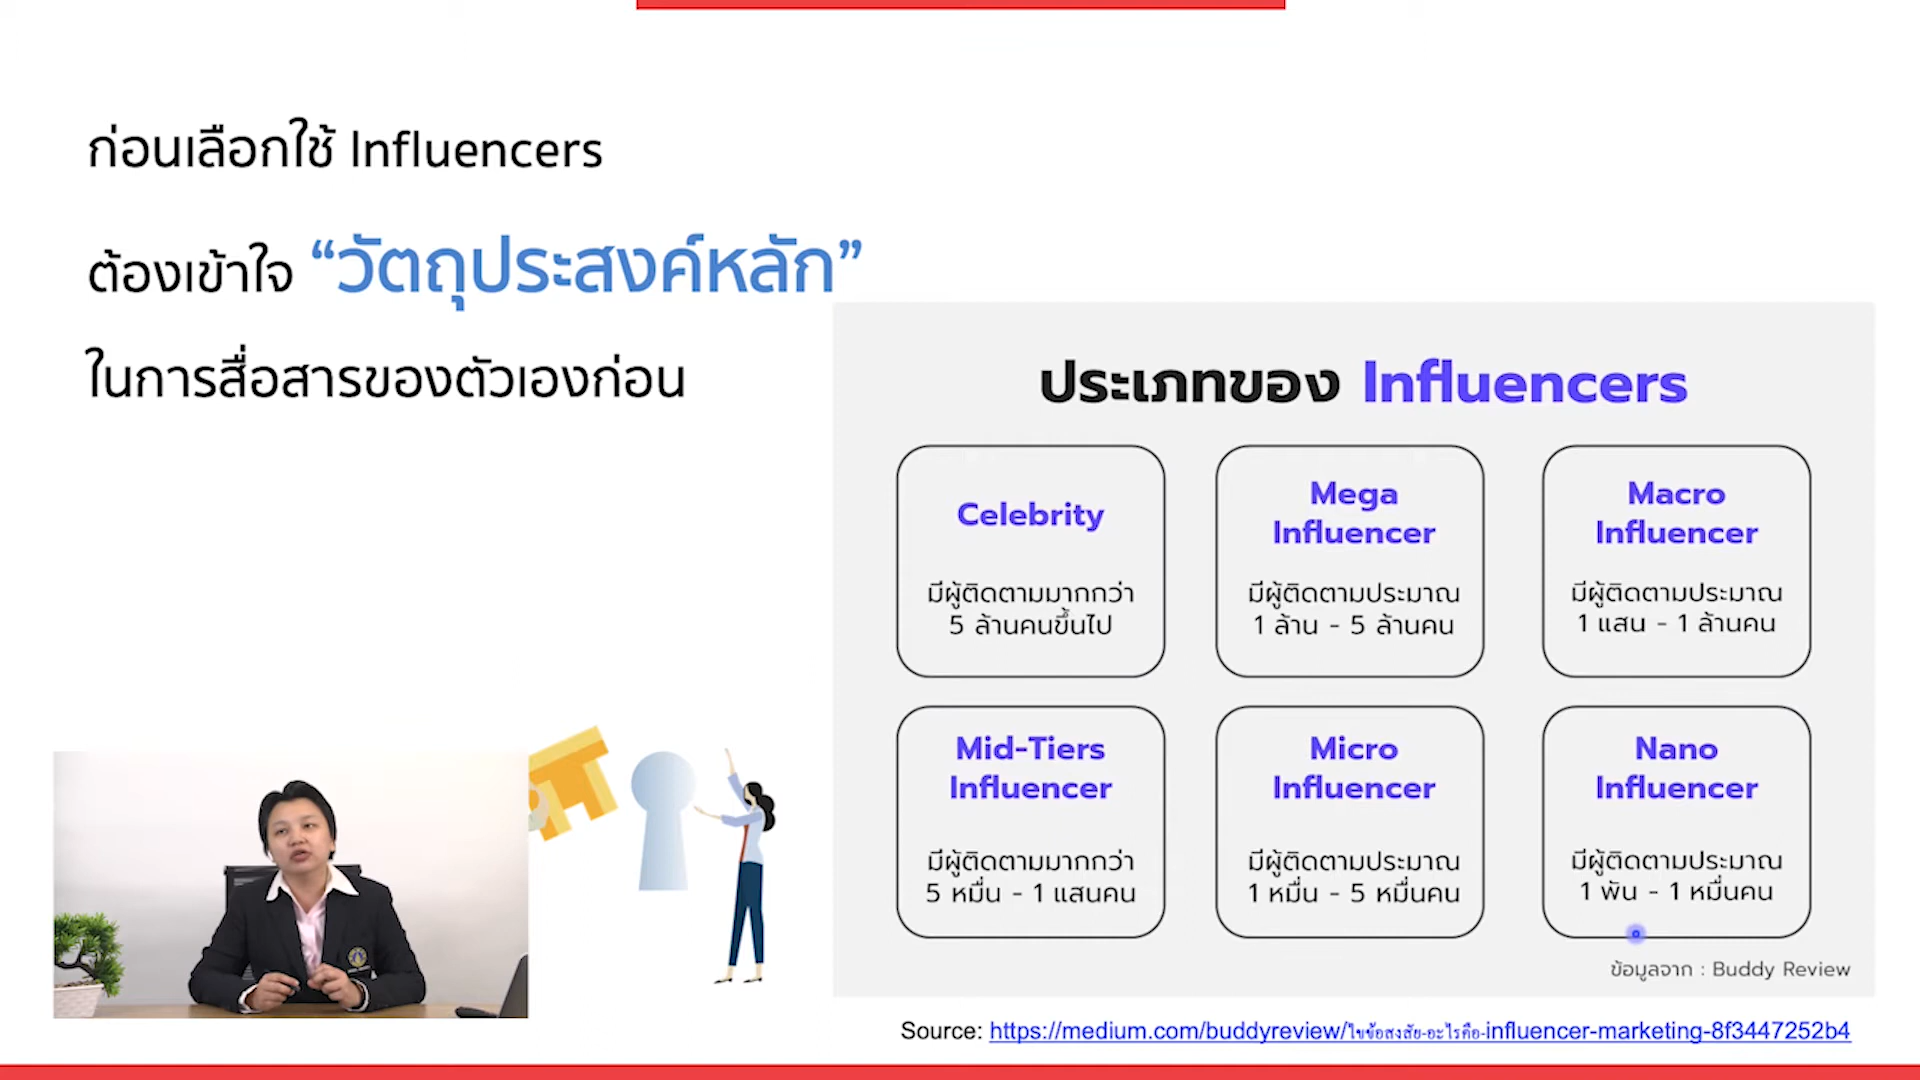 ก่อนเลือกใช้ Influencers
ต้องเข้าใจ “วัตถุประสงค์หลัก”
ในการสื่อสารของตัวเองก่อน
ประเภทของ Influencers
Celebrity
มีผู้ติดตามมากกว่า
5 ล้านคนขึ้นไป
Mega
Influencer
มีผู้ติดตามประมาณ
1 ล้าน - 5 ล้านคน
Macro
Influencer
มีผู้ติดตามประมาณ
1 แสน - 1 ล้านคน
Mid-Tiers
Influencer
มีผู้ติดตามมากกว่า
5 หมื่น - 1 แสนคน
Micro
Influencer
มีผู้ติดตามประมาณ
1 หมื่น - 5 หมื่นคน
Nano
Influencer
มีผู้ติดตามประมาณ
1 พัน - 1 หมื่นคน
ข้อมูลจาก : Buddy Review
Source: https://medium.com/buddyreview/ไขข้อสงสัย-อะไรคือ-influencer-marketing-8f3447252b4